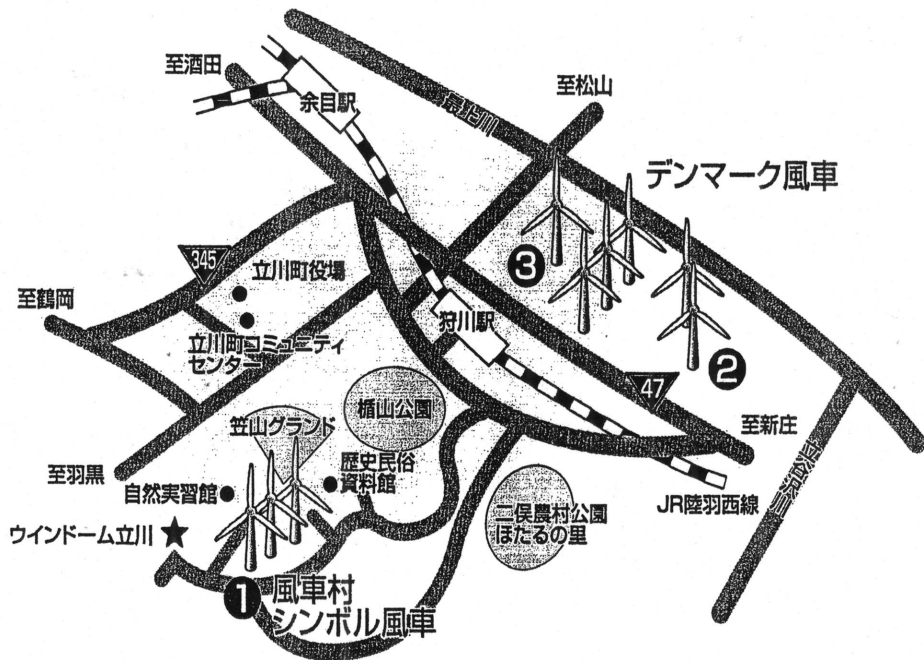 至酒田
余目駅
最上川
至松山
デンマーク風車
345
立川町役場
③
至鶴岡
立川町コミュニティ
センター
狩川駅
②
47
楯山公園
笠山グランド
至新庄
至羽黒
自然実習館
歴史民俗
資料館
JR陸羽西線
ウインドーム立川
二俣農村公園
ほたるの里
①
風車村
シンボル風車